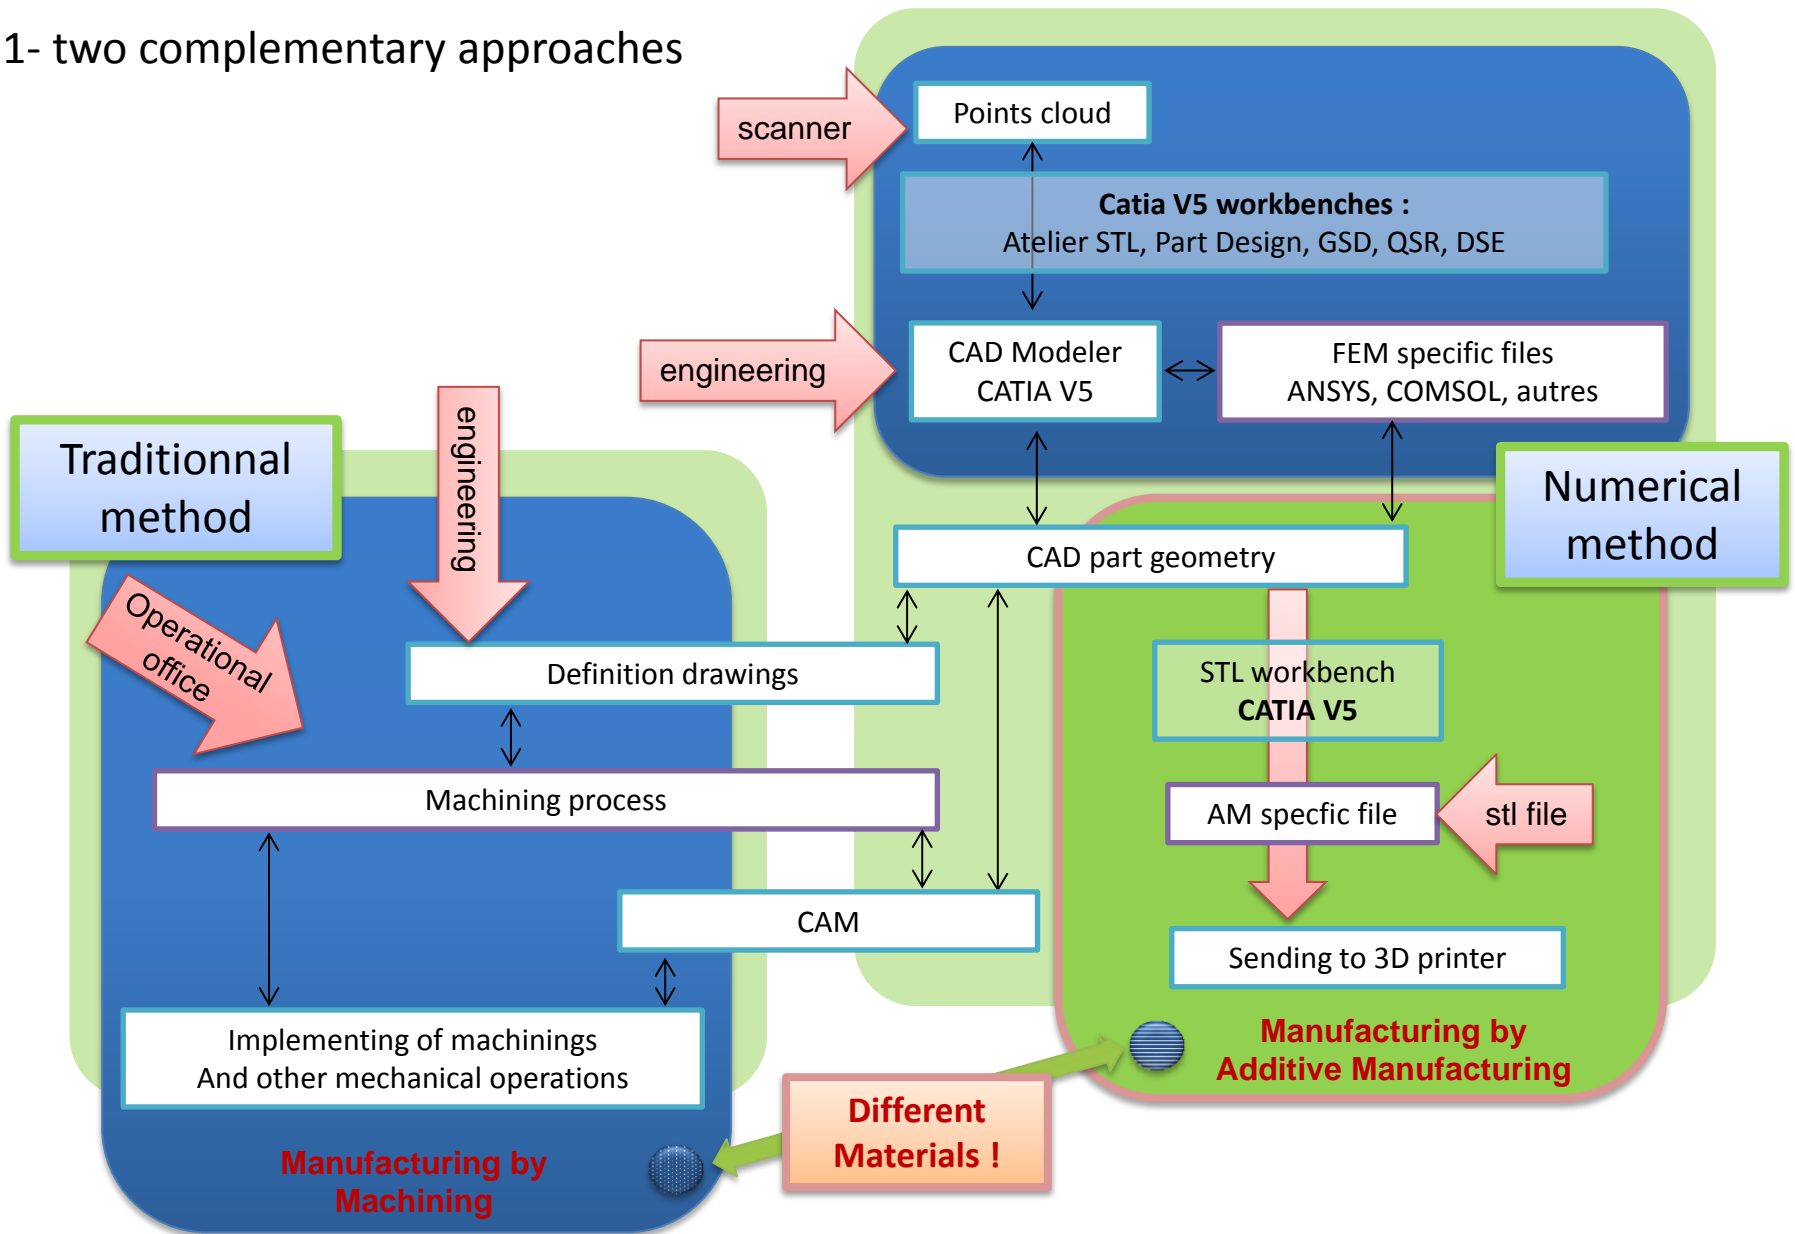 1- two complementary approaches
scanner
Points cloud
Catia V5 workbenches :
Atelier STL, Part Design, GSD, QSR, DSE
engineering
CAD Modeler
CATIA V5
FEM specific files
ANSYS, COMSOL, autres
Traditionnal
method
engineering
Numerical
method
CAD part geometry
Operational
office
Definition drawings
STL workbench
CATIA V5
Machining process
AM specfic file
stl file
CAM
Sending to 3D printer
Implementing of machinings
And other mechanical operations
Manufacturing by
Additive Manufacturing
Different
Materials !
Manufacturing by
Machining